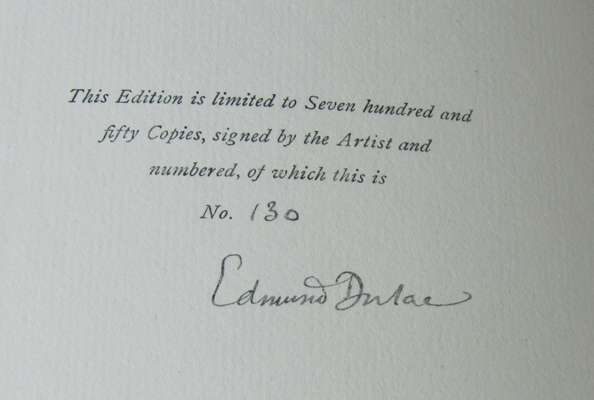 This Edition is limited to Seven hundred and
fifty Copies, signed by the Artist and
numbered, of which this is
No. 130
Edmund Dulac